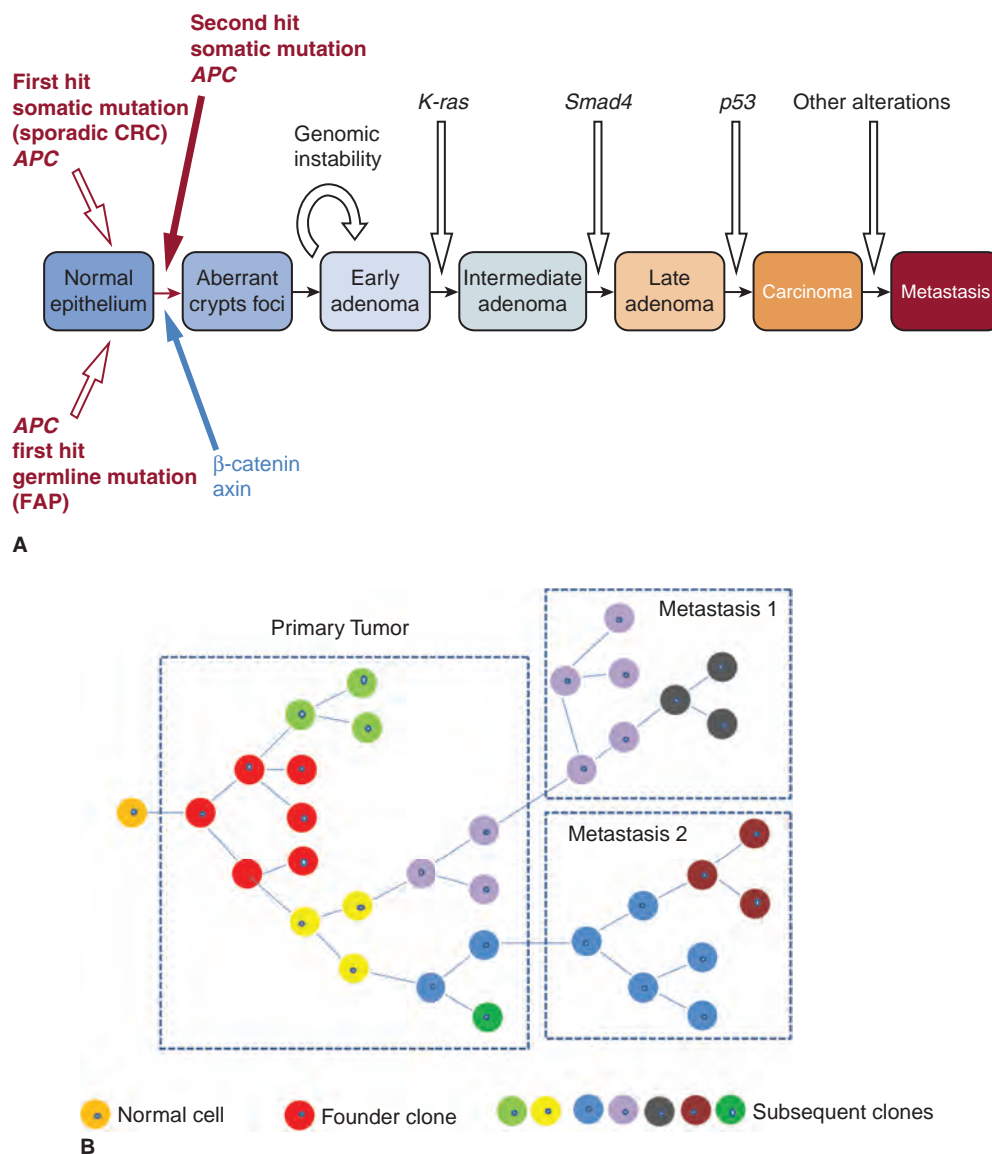 Second hit
somatic mutation
APC
First hit
somatic mutation
(sporadic CRC)
APC
Genomic
instability
K-ras
Smad4
p53
Other alterations
Normal
epithelium
Aberrant
crypts foci
Early
adenoma
Intermediate
adenoma
Late
adenoma
Carcinoma
Metastasis
APC
first hit
germline mutation
(FAP)
β-catenin
axin
A
Primary Tumor
Metastasis 1
Metastasis 2
Normal cell
Founder clone
Subsequent clones
B